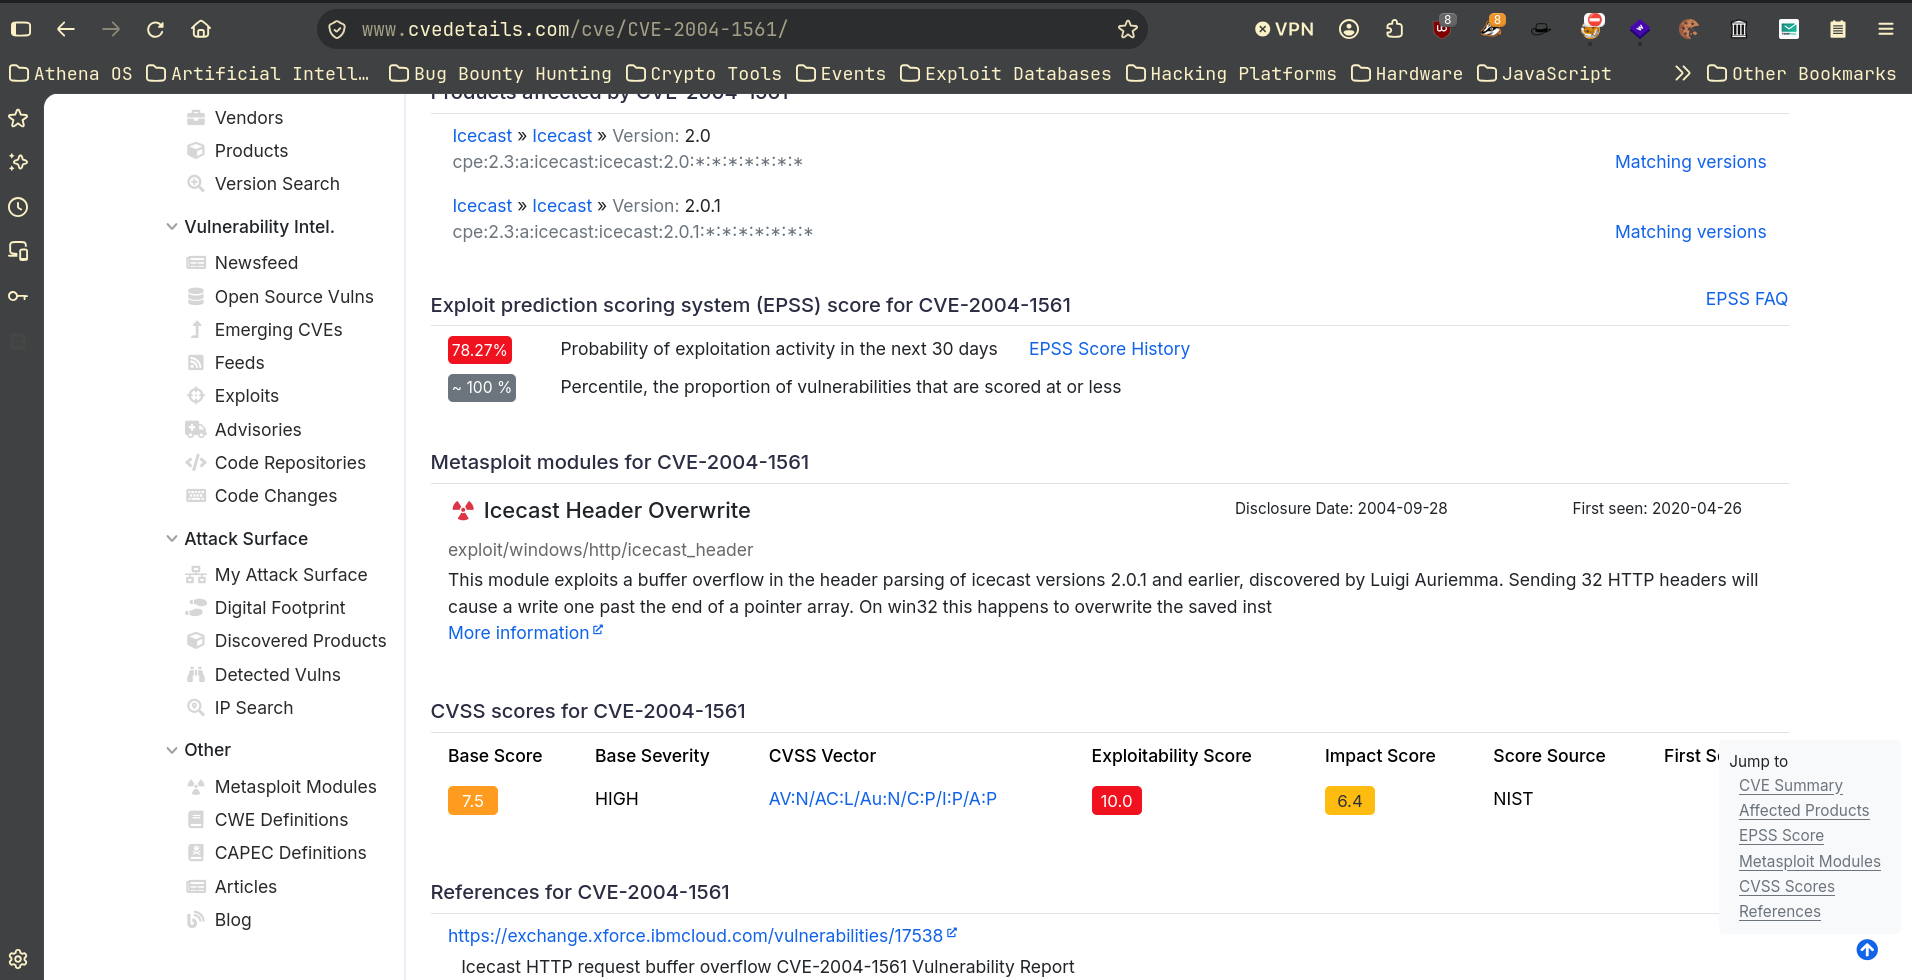 www.cvedetails.com/cve/CVE-2004-1561/
VPN
8
8
Athena OS
Artificial Intell…
Bug Bounty Hunting
Crypto Tools
Events
Exploit Databases
Hacking Platforms
Hardware
JavaScript
Other Bookmarks
Vendors
Products
Version Search
Vulnerability Intel.
Newsfeed
Open Source Vulns
Emerging CVEs
Feeds
Exploits
Advisories
Code Repositories
Code Changes
Attack Surface
My Attack Surface
Digital Footprint
Discovered Products
Detected Vulns
IP Search
Other
Metasploit Modules
CWE Definitions
CAPEC Definitions
Articles
Blog
Products affected by CVE-2004-1561
Icecast » Icecast » Version: 2.0
cpe:2.3:a:icecast:icecast:2.0:*:*:*:*:*:*:*
Matching versions
Icecast » Icecast » Version: 2.0.1
cpe:2.3:a:icecast:icecast:2.0.1:*:*:*:*:*:*:*
Matching versions
Exploit prediction scoring system (EPSS) score for CVE-2004-1561
EPSS FAQ
78.27% Probability of exploitation activity in the next 30 days EPSS Score History
~ 100 % Percentile, the proportion of vulnerabilities that are scored at or less
Metasploit modules for CVE-2004-1561
Icecast Header Overwrite
Disclosure Date: 2004-09-28
First seen: 2020-04-26
exploit/windows/http/icecast_header
This module exploits a buffer overflow in the header parsing of icecast versions 2.0.1 and earlier, discovered by Luigi Auriemma. Sending 32 HTTP headers will
cause a write one past the end of a pointer array. On win32 this happens to overwrite the saved inst
More information
CVSS scores for CVE-2004-1561
Base Score Base Severity CVSS Vector Exploitability Score Impact Score Score Source First S
7.5 HIGH AV:N/AC:L/Au:N/C:P/I:P/A:P 10.0 6.4 NIST
References for CVE-2004-1561
https://exchange.xforce.ibmcloud.com/vulnerabilities/17538
Icecast HTTP request buffer overflow CVE-2004-1561 Vulnerability Report
Jump to
CVE Summary
Affected Products
EPSS Score
Metasploit Modules
CVSS Scores
References